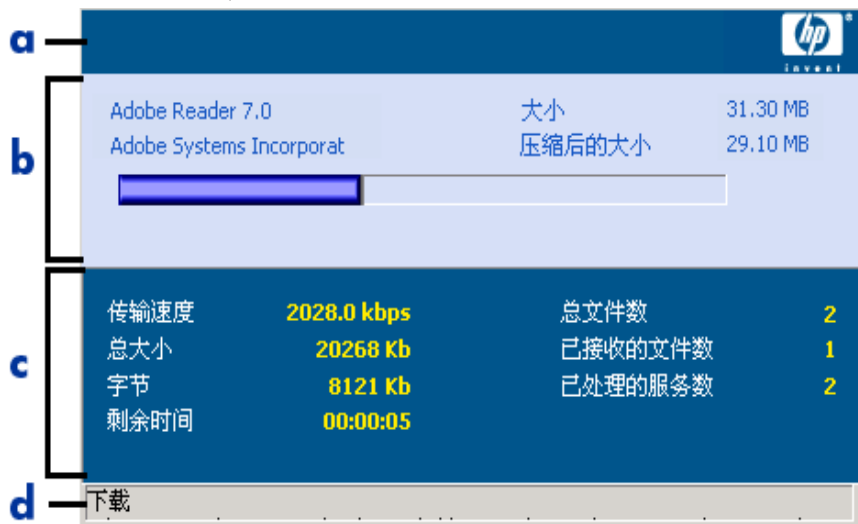 a
hp
invent
b
Adobe Reader 7.0 大小 31.30 MB
Adobe Systems Incorporat 压缩后的大小 29.10 MB
c
传输速度 2028.0 kbps 总文件数 2
总大小 20268 Kb 已接收的文件数 1
字节 8121 Kb 已处理的服务数 2
剩余时间 00:00:05
d
下载